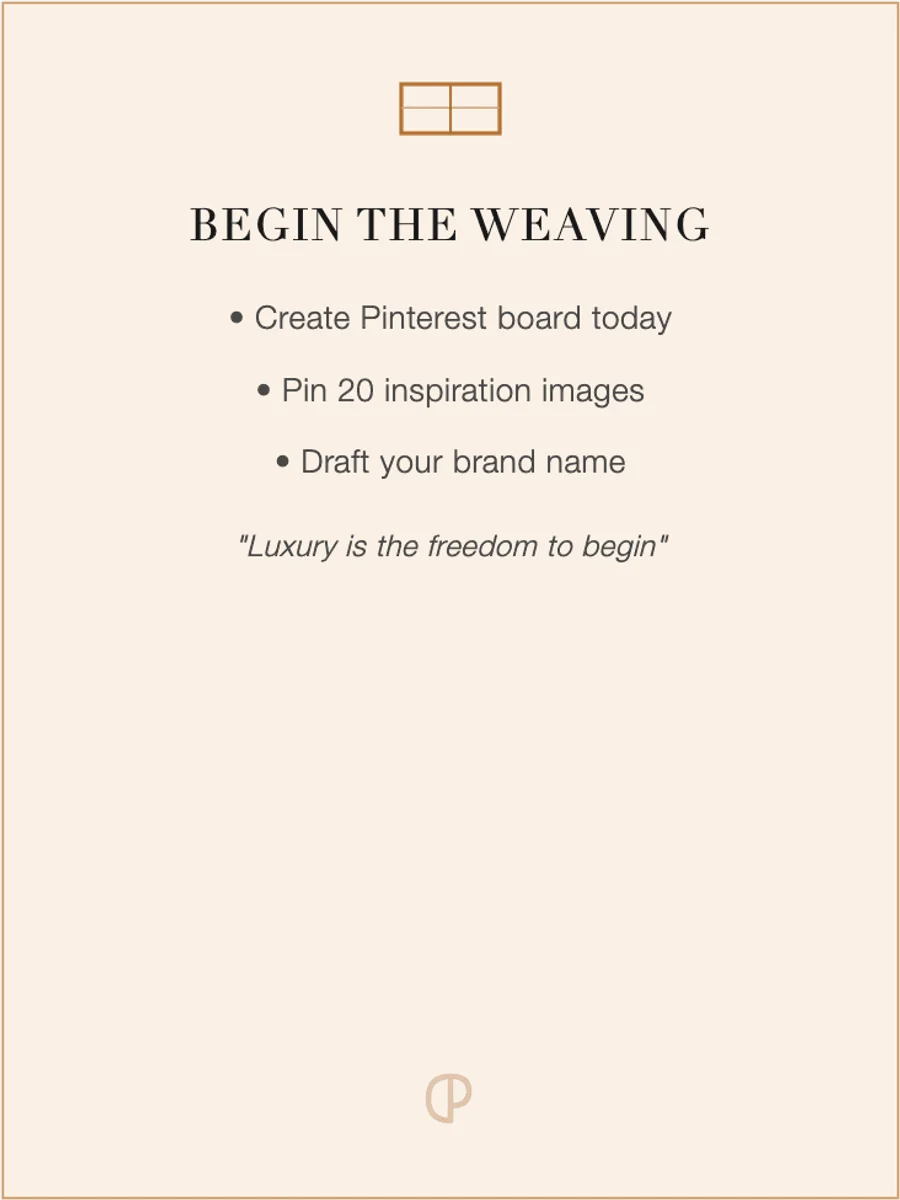 BEGIN THE WEAVING
• Create Pinterest board today
• Pin 20 inspiration images
• Draft your brand name
"Luxury is the freedom to begin"